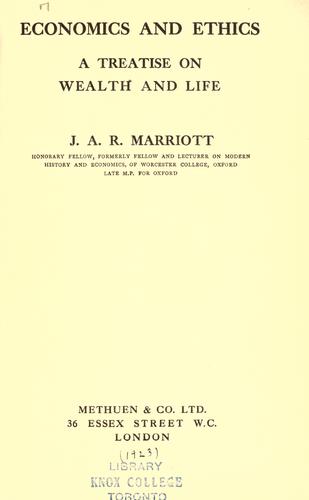 ECONOMICS AND ETHICS
A TREATISE ON
WEALTH AND LIFE
J. A. R. MARRIOTT
HONORARY FELLOW, FORMERLY FELLOW AND LECTURER ON MODERN
HISTORY AND ECONOMICS, OF WORCESTER COLLEGE, OXFORD
LATE M.P. FOR OXFORD
METHUEN & CO. LTD.
36 ESSEX STREET W.C.
LONDON
(1923)
LIBRARY
KNOX COLLEGE
TORONTO